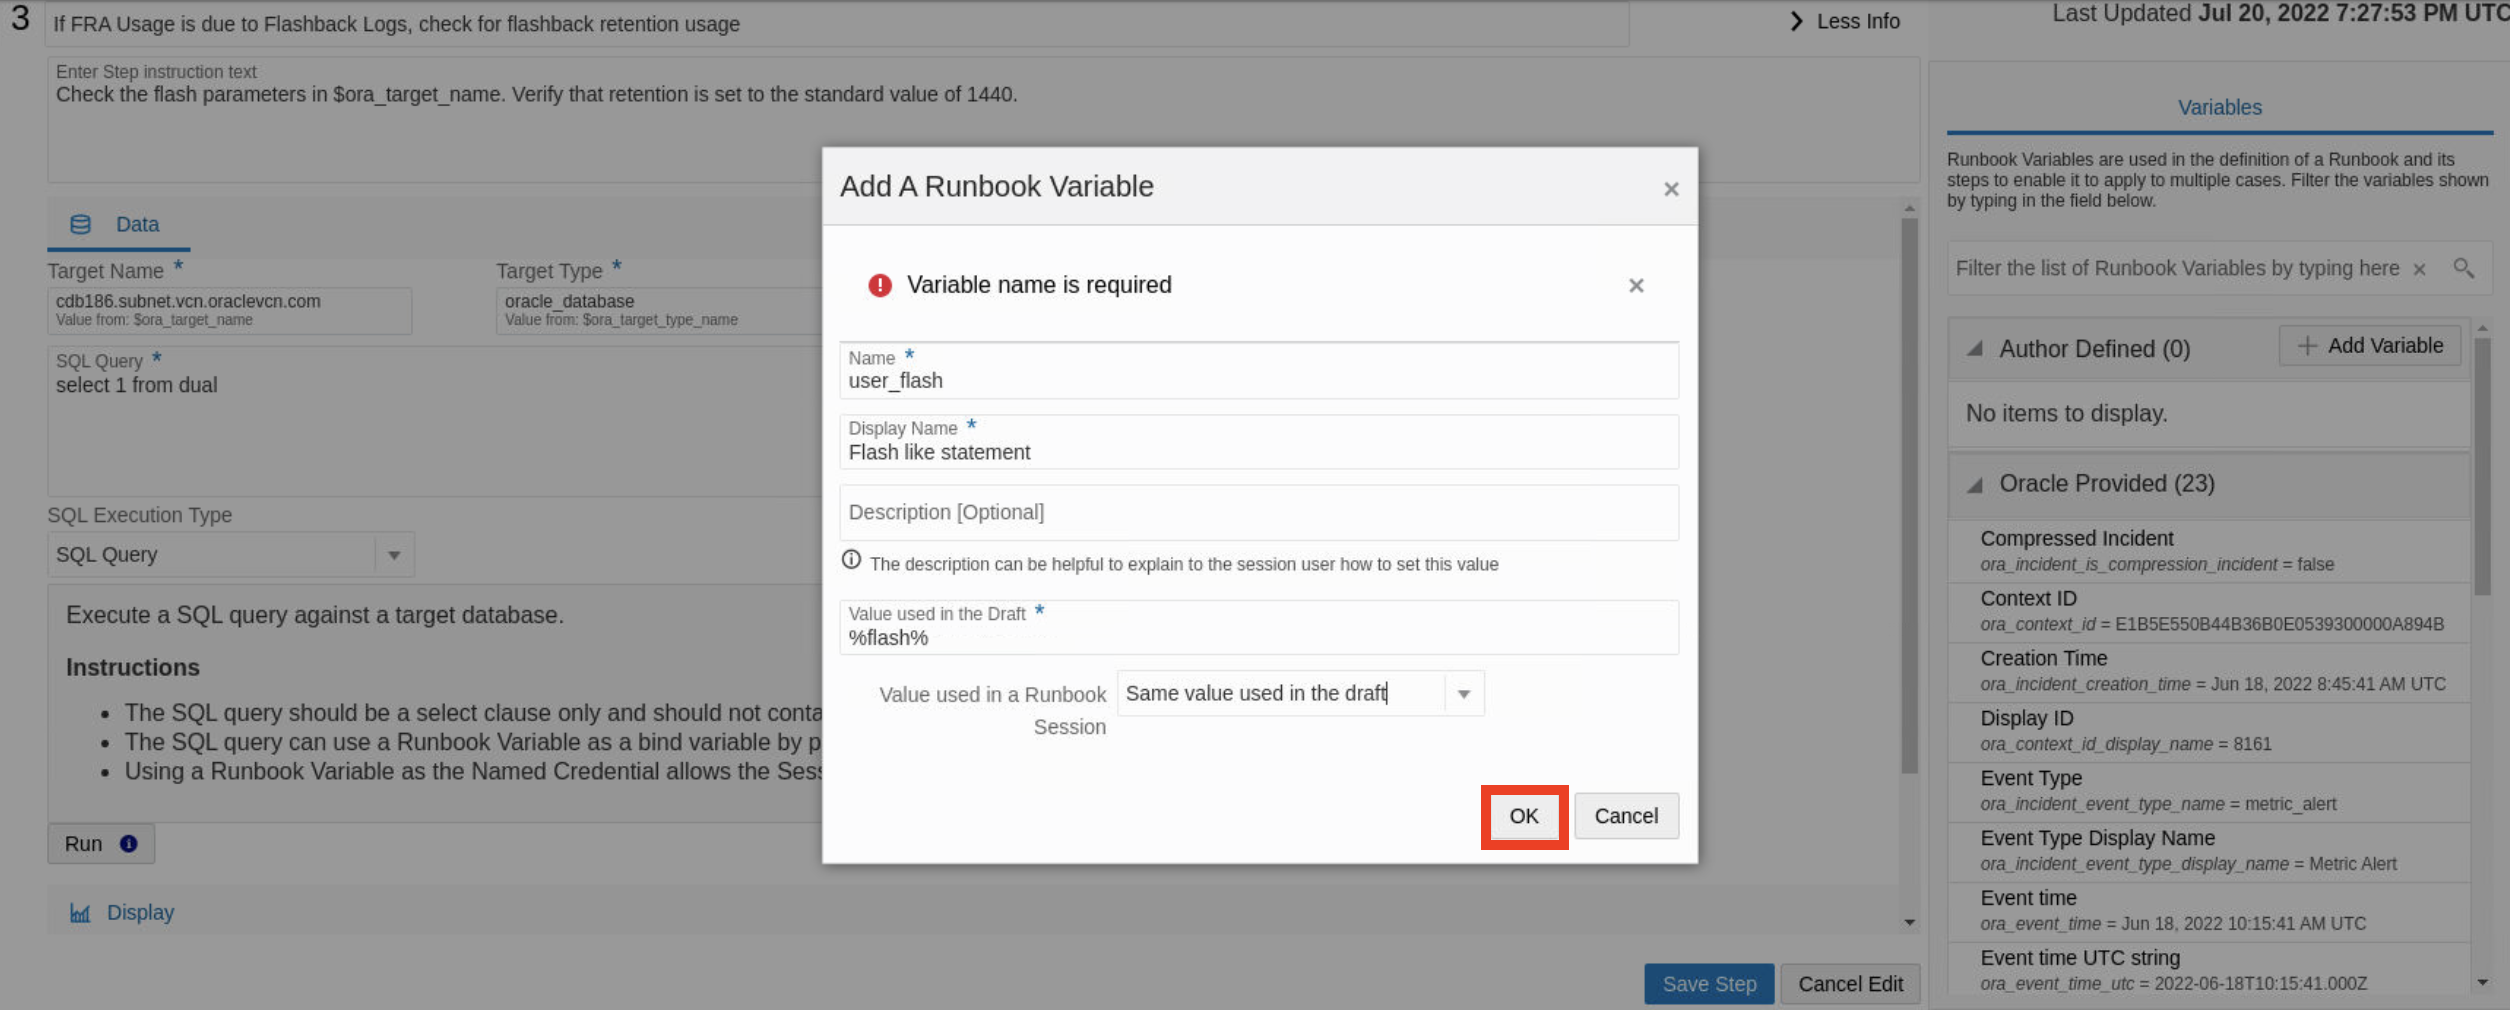 3
If FRA Usage is due to Flashback Logs, check for flashback retention usage
Less Info
Enter Step instruction text
Check the flash parameters in $ora_target_name. Verify that retention is set to the standard value of 1440.
Data
Target Name *
cdb186.subnet.vcn.oraclevcn.com
Value from: $ora_target_name
Target Type *
oracle_database
Value from: $ora_target_type_name
SQL Query *
select 1 from dual
SQL Execution Type
SQL Query
Execute a SQL query against a target database.
Instructions
• The SQL query should be a select clause only and should not conta
• The SQL query can use a Runbook Variable as a bind variable by p
• Using a Runbook Variable as the Named Credential allows the Sess
Run
Display
Save Step
Cancel Edit
Add A Runbook Variable
×
Variable name is required
×
Name *
user_flash
Display Name *
Flash like statement
Description [Optional]
The description can be helpful to explain to the session user how to set this value
Value used in the Draft *
%flash%
Value used in a Runbook
Session
Same value used in the draft
OK
Cancel
Last Updated Jul 20, 2022 7:27:53 PM UTC
Variables
Runbook Variables are used in the definition of a Runbook and its
steps to enable it to apply to multiple cases. Filter the variables shown
by typing in the field below.
Filter the list of Runbook Variables by typing here ×
Author Defined (0)
+ Add Variable
No items to display.
Oracle Provided (23)
Compressed Incident
ora_incident_is_compression_incident = false
Context ID
ora_context_id = E1B5E550B44B36B0E0539300000A894B
Creation Time
ora_incident_creation_time = Jun 18, 2022 8:45:41 AM UTC
Display ID
ora_context_id_display_name = 8161
Event Type
ora_incident_event_type_name = metric_alert
Event Type Display Name
ora_incident_event_type_display_name = Metric Alert
Event time
ora_event_time = Jun 18, 2022 10:15:41 AM UTC
Event time UTC string
ora_event_time_utc = 2022-06-18T10:15:41.000Z